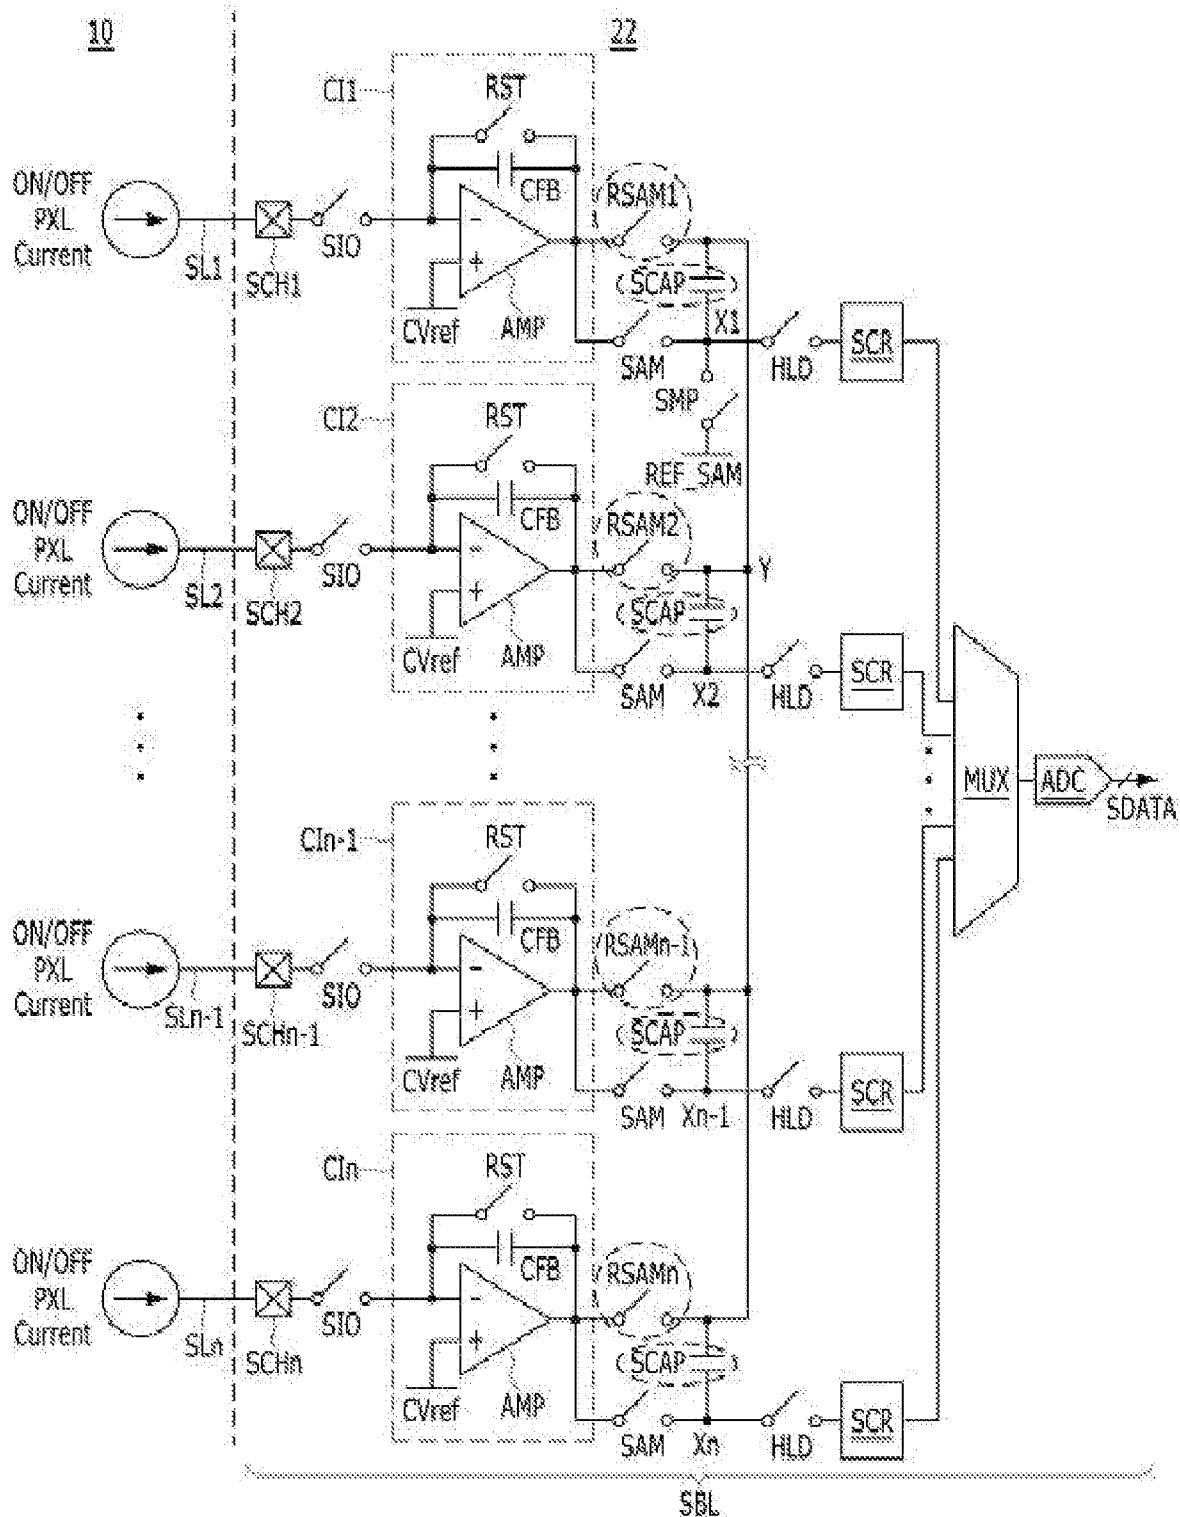 10
22
CI1
RST
CFB
ON/OFF
PXL
Current
SL1
SCH1
SIO
-
+
CVref
AMP
RSAM1
SCAP
X1
SAM
HLD
SCR
SMP
REF_SAM
CI2
RST
CFB
ON/OFF
PXL
Current
SL2
SCH2
SIO
-
+
CVref
AMP
RSAM2
SCAP
Y
SAM
X2
HLD
SCR
MUX
ADC
SDATA
CIn-1
RST
CFB
ON/OFF
PXL
Current
SLn-1
SCHn-1
SIO
-
+
CVref
AMP
RSAMn-1
SCAP
SAM
Xn-1
HLD
SCR
CIn
RST
CFB
ON/OFF
PXL
Current
SLn
SCHn
SIO
-
+
CVref
AMP
RSAMn
SCAP
SAM
Xn
HLD
SCR
SBL